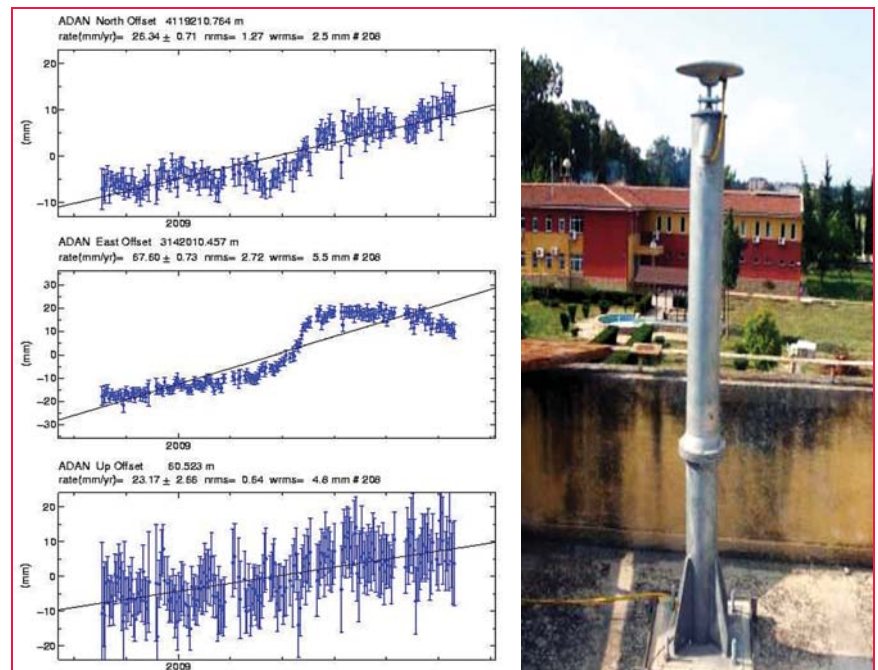 ADAN North Offset 4119210.764 m
rate(mm/yr)= 26.34 ± 0.71 nrms= 1.27 wrms= 2.5 mm # 208
20
10
0
−10
(mm)
2009
ADAN East Offset 3142010.457 m
rate(mm/yr)= 67.60 ± 0.73 nrms= 2.72 wrms= 5.5 mm # 208
30
20
10
0
−10
−20
−30
(mm)
2009
ADAN Up Offset 60.523 m
rate(mm/yr)= 23.17 ± 2.66 nrms= 0.64 wrms= 4.8 mm # 208
20
10
0
−10
−20
(mm)
2009